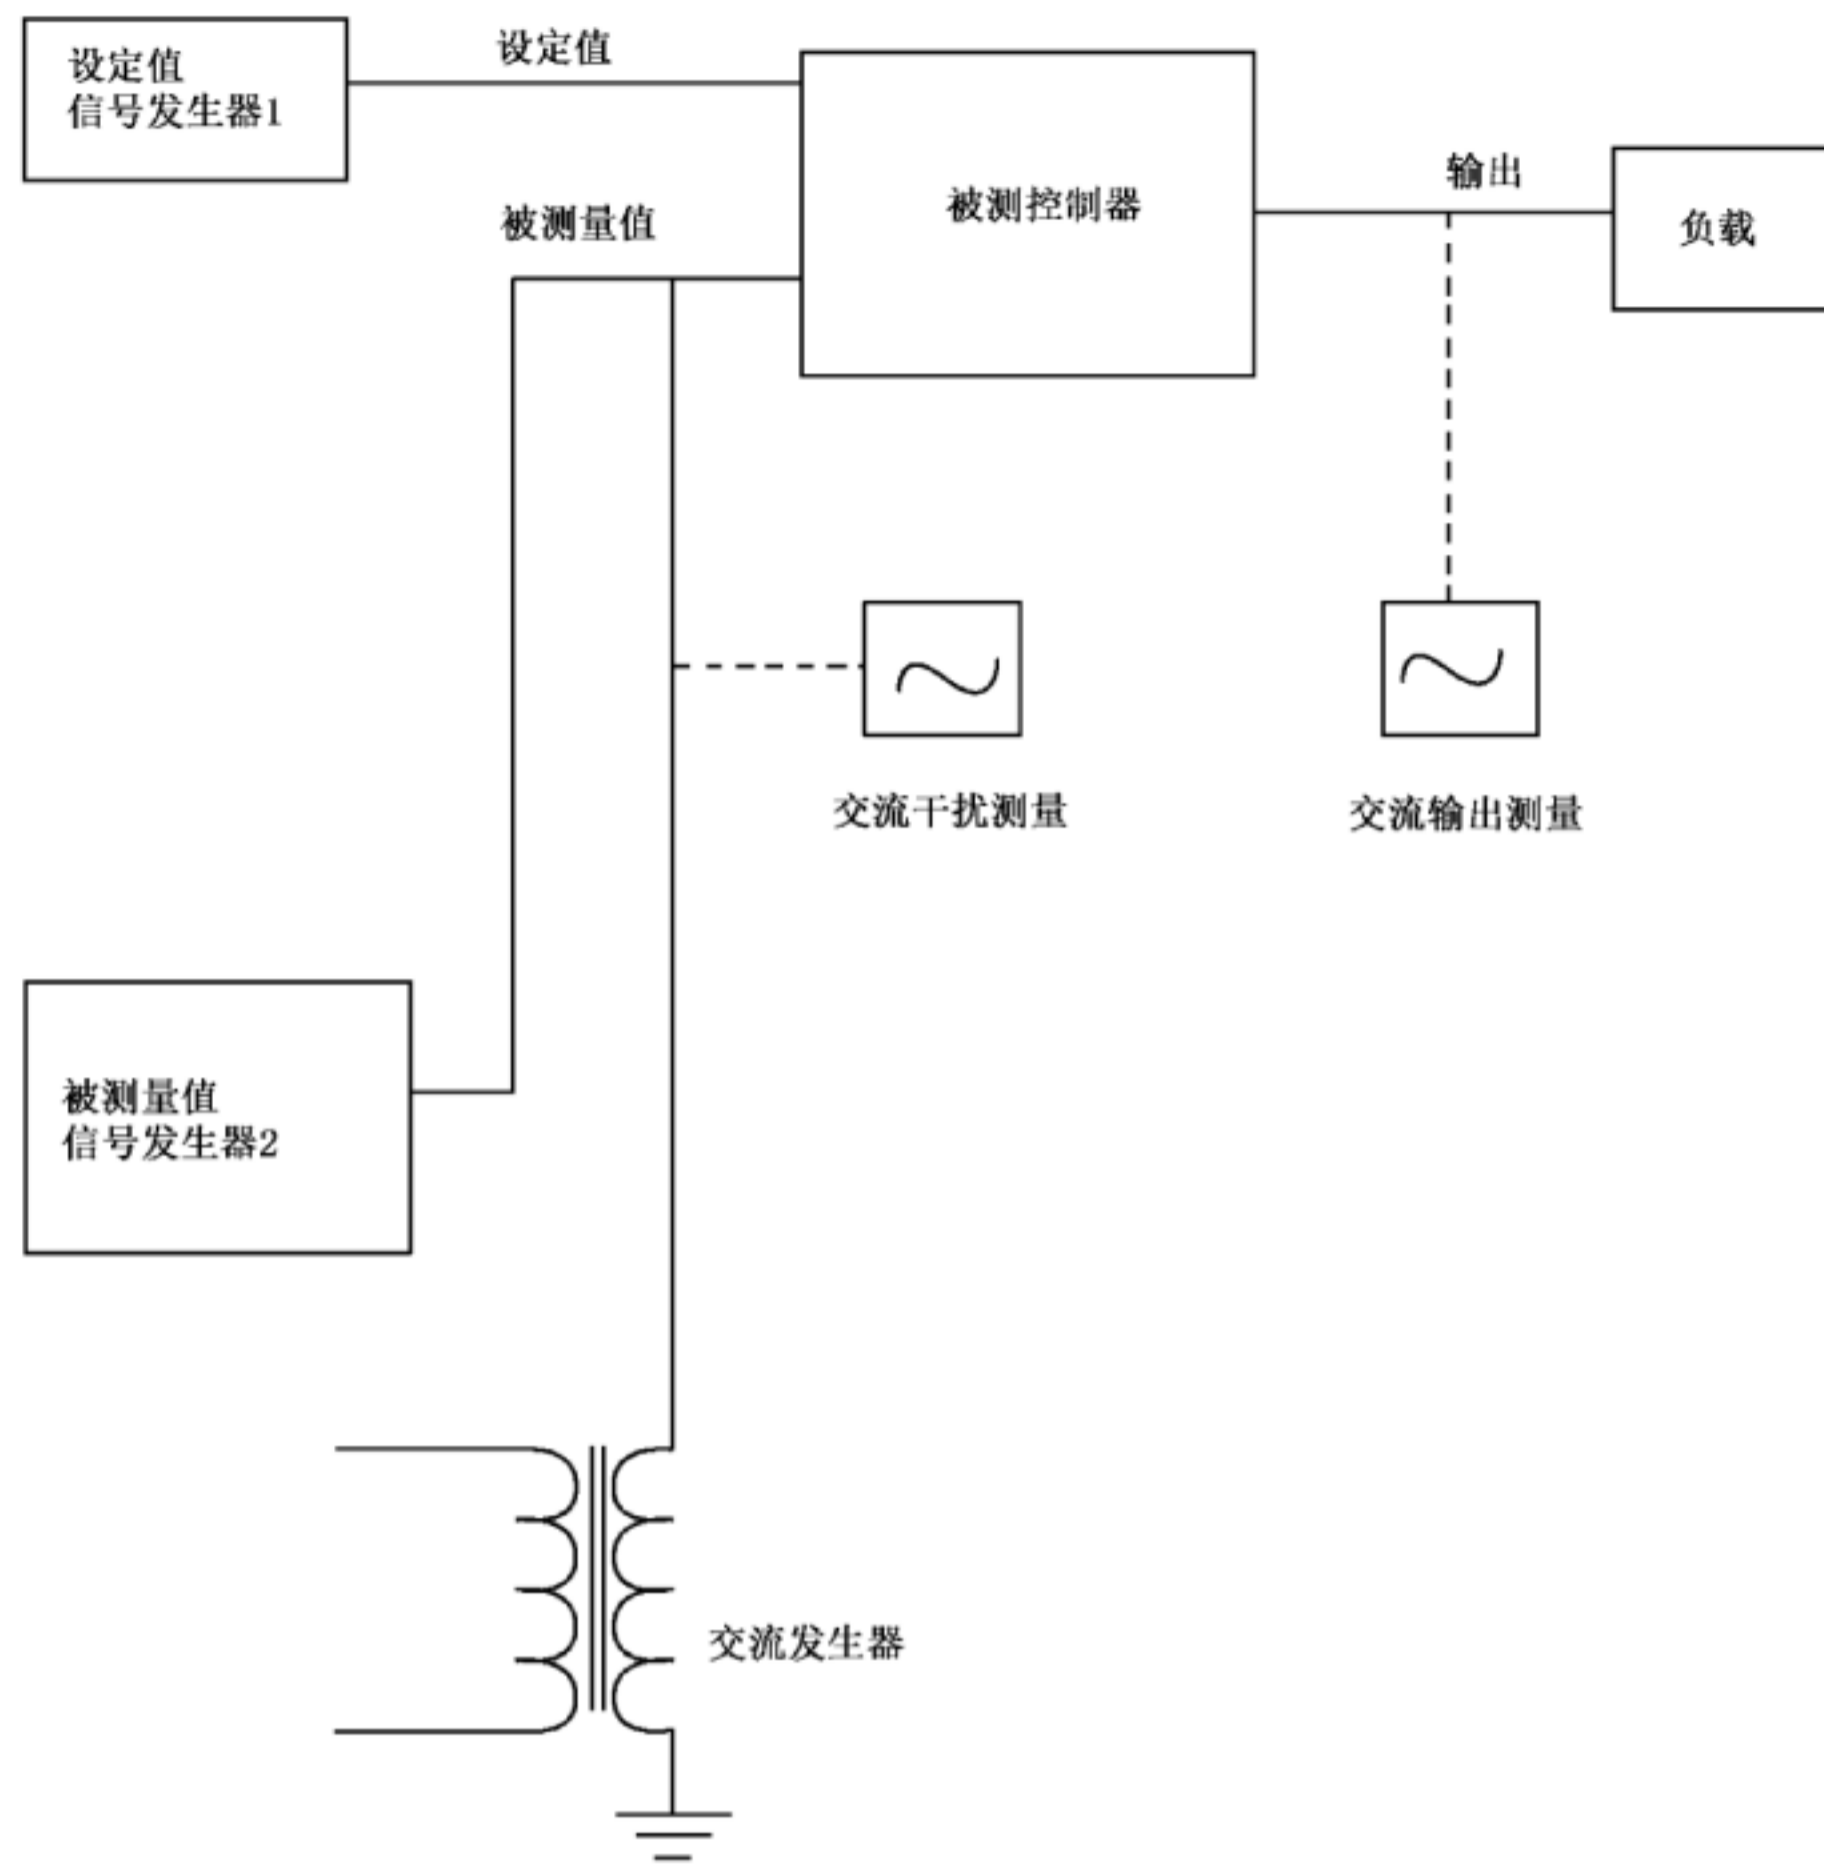 设定值
信号发生器1
设定值
被测量值
被测控制器
输出
负载
交流干扰测量
交流输出测量
被测量值
信号发生器2
交流发生器